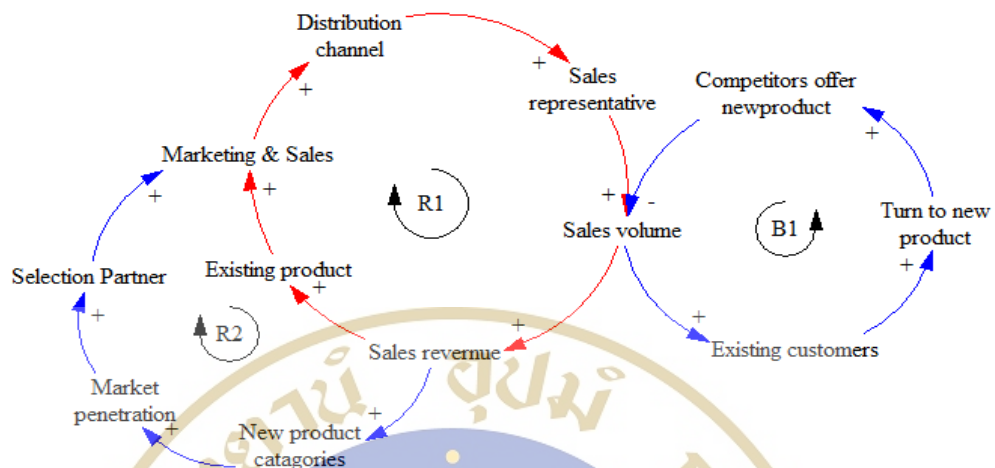 Distribution
channel
+
+
Sales
representative
Competitors offer
newproduct
+
Marketing & Sales
+
+
R1
+
-
Sales volume
B1
Turn to new
product
+
Selection Partner
Existing product
+
+
R2
+
+
Sales revernue
Existing customers
Market
penetration
+
+
New product
catagories